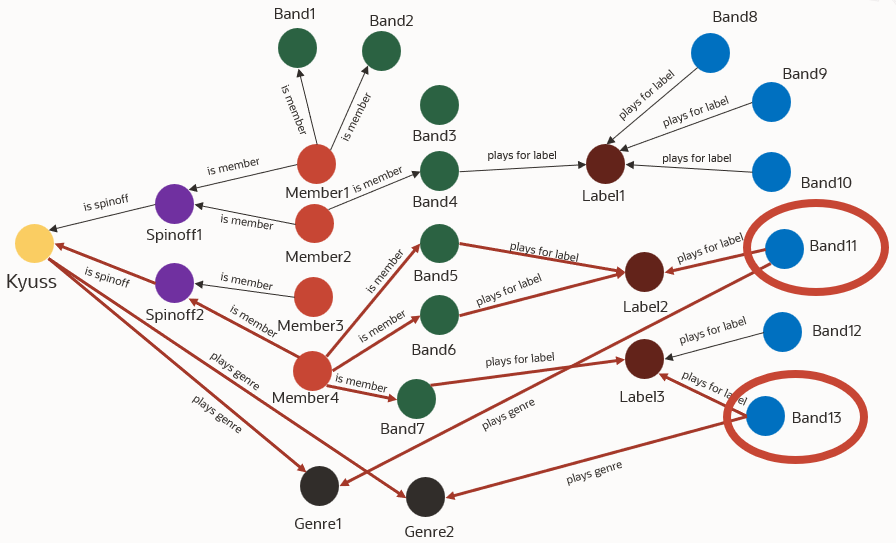 Band1
Band2
Band8
Band9
is member
is member
plays for label
plays for label
Band3
is member
Member1
is member
Band4
plays for label
Label1
plays for label
Band10
is spinoff
Spinoff1
is member
Member2
Kyuss
is spinoff
Spinoff2
is member
Member3
is member
is member
Band5
plays for label
plays for label
Label2
plays for label
Band11
is member
Band6
plays genre
plays genre
Member4
is member
Band7
plays for label
Label3
plays for label
Band12
plays for label
Band13
plays genre
plays genre
Genre1
Genre2